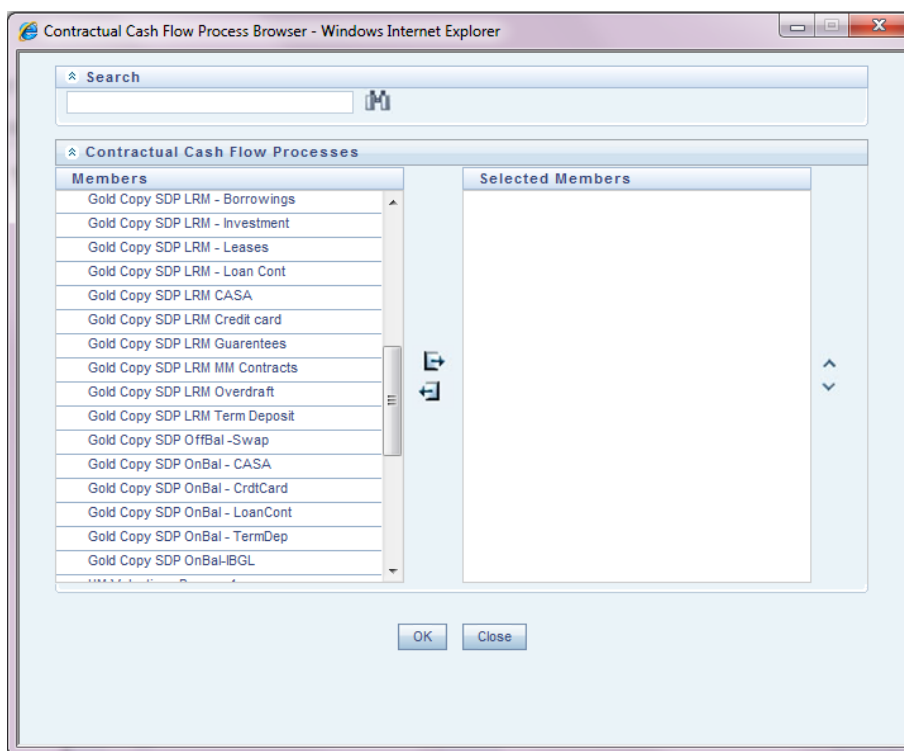 Contractual Cash Flow Process Browser - Windows Internet Explorer
Search
Contractual Cash Flow Processes
Members
Selected Members
Gold Copy SDP LRM - Borrowings
Gold Copy SDP LRM - Investment
Gold Copy SDP LRM - Leases
Gold Copy SDP LRM - Loan Cont
Gold Copy SDP LRM CASA
Gold Copy SDP LRM Credit card
Gold Copy SDP LRM Guarentees
Gold Copy SDP LRM MM Contracts
Gold Copy SDP LRM Overdraft
Gold Copy SDP LRM Term Deposit
Gold Copy SDP OffBal -Swap
Gold Copy SDP OnBal - CASA
Gold Copy SDP OnBal - CrdtCard
Gold Copy SDP OnBal - LoanCont
Gold Copy SDP OnBal - TermDep
Gold Copy SDP OnBal-IBGL
OK
Close